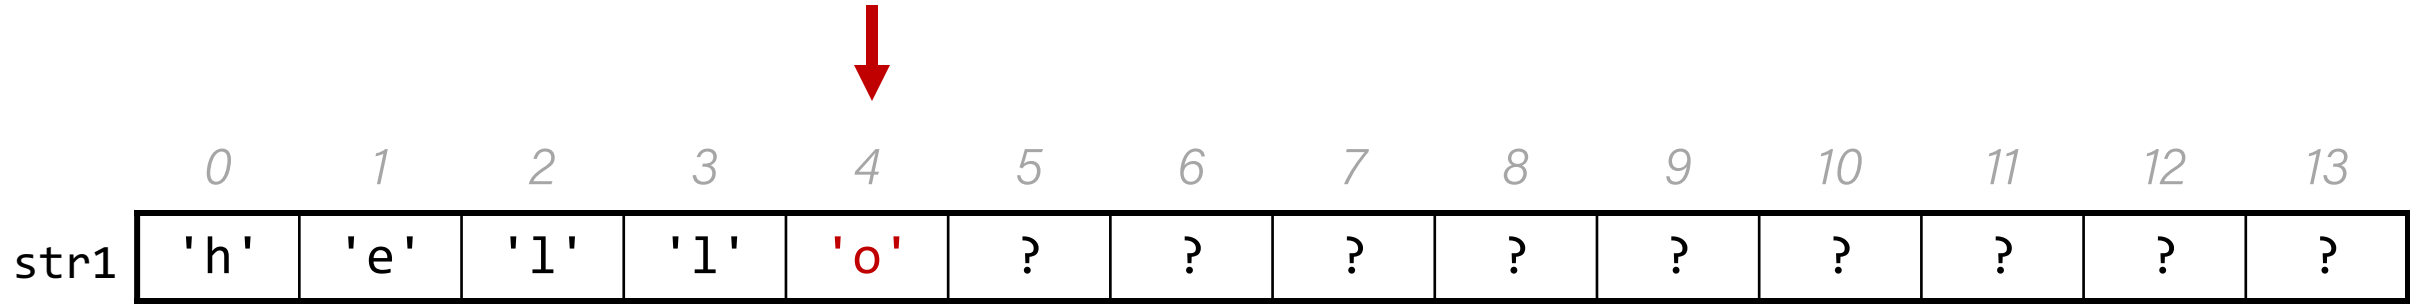 0 1 2 3 4 5 6 7 8 9 10 11 12 13
str1 'h' 'e' 'l' 'l' 'o' ? ? ? ? ? ? ? ? ?